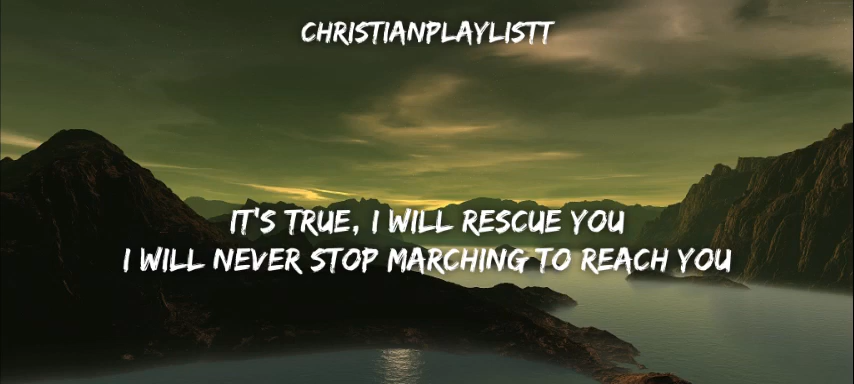 CHRISTIANPLAYLISTT
IT'S TRUE, I WILL RESCUE YOU
I WILL NEVER STOP MARCHING TO REACH YOU